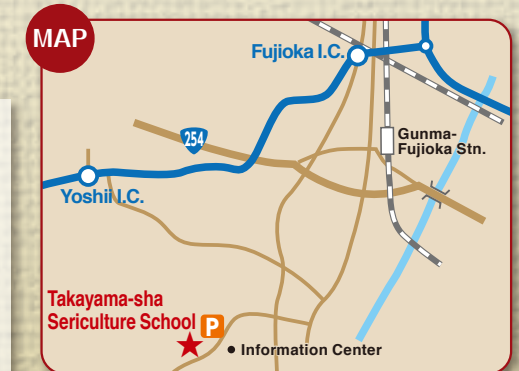 MAP
Fujioka I.C.
254
Gunma-
Fujioka Stn.
Yoshii I.C.
Takayama-sha
Sericulture School
P
Information Center